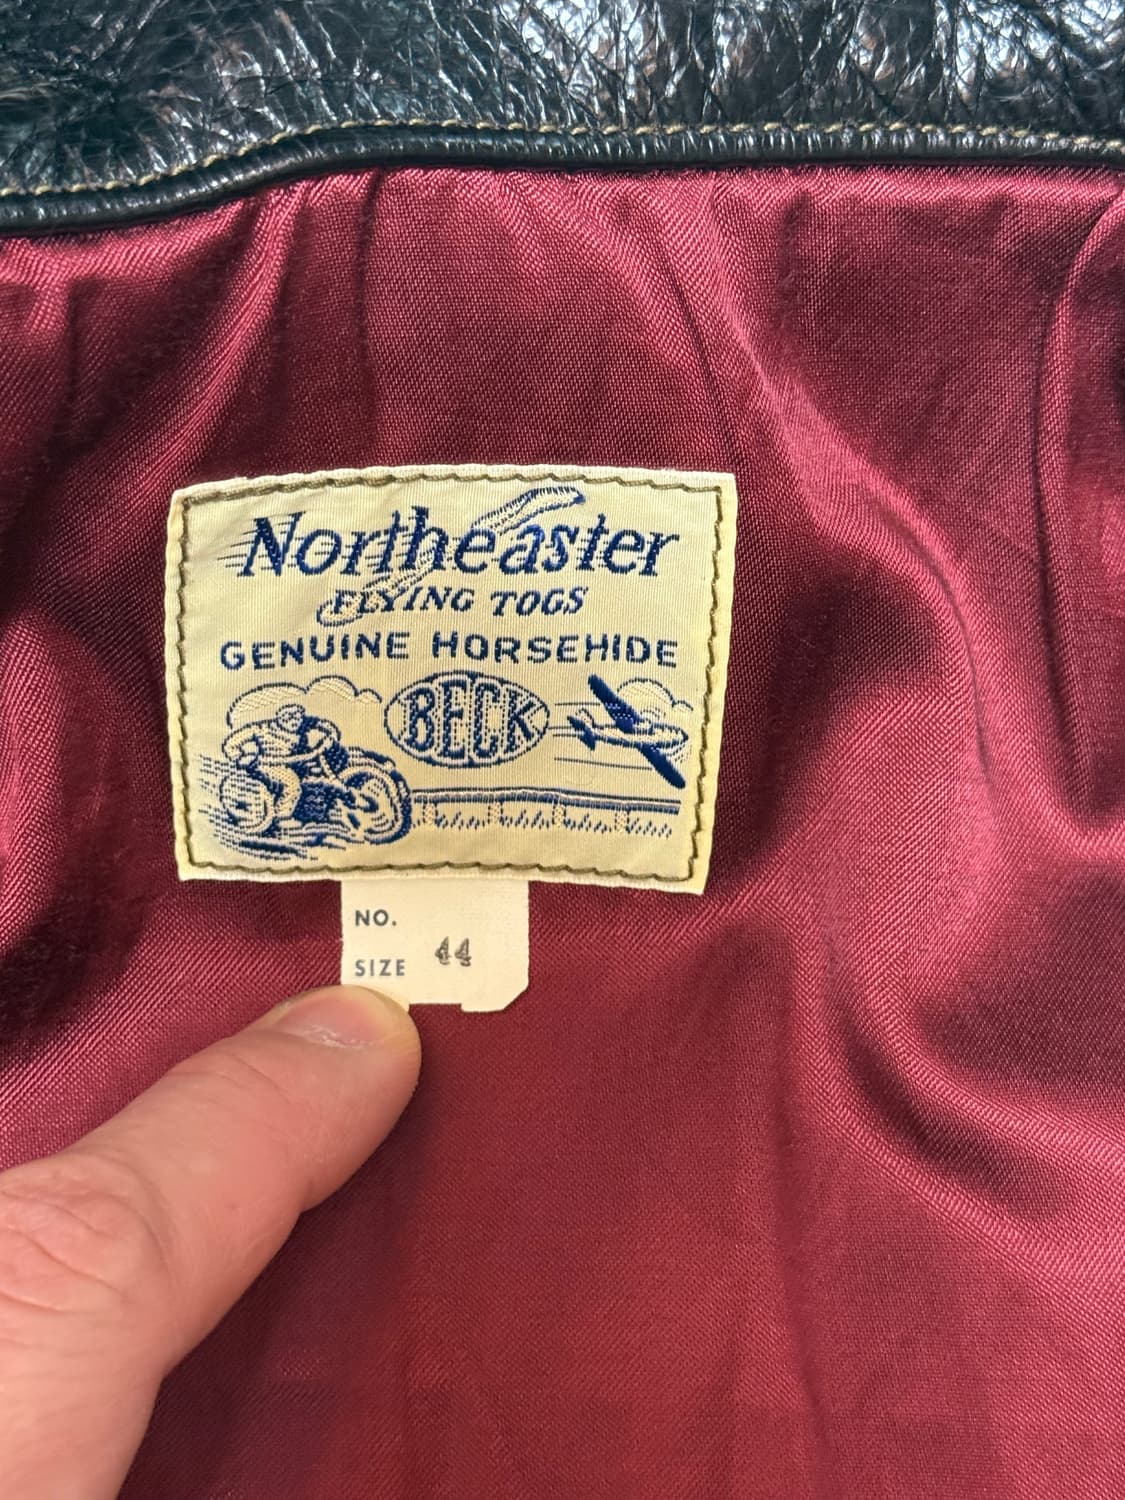 Northeaster
FLYING TOGS
GENUINE HORSEHIDE
BECK
NO.
SIZE 44